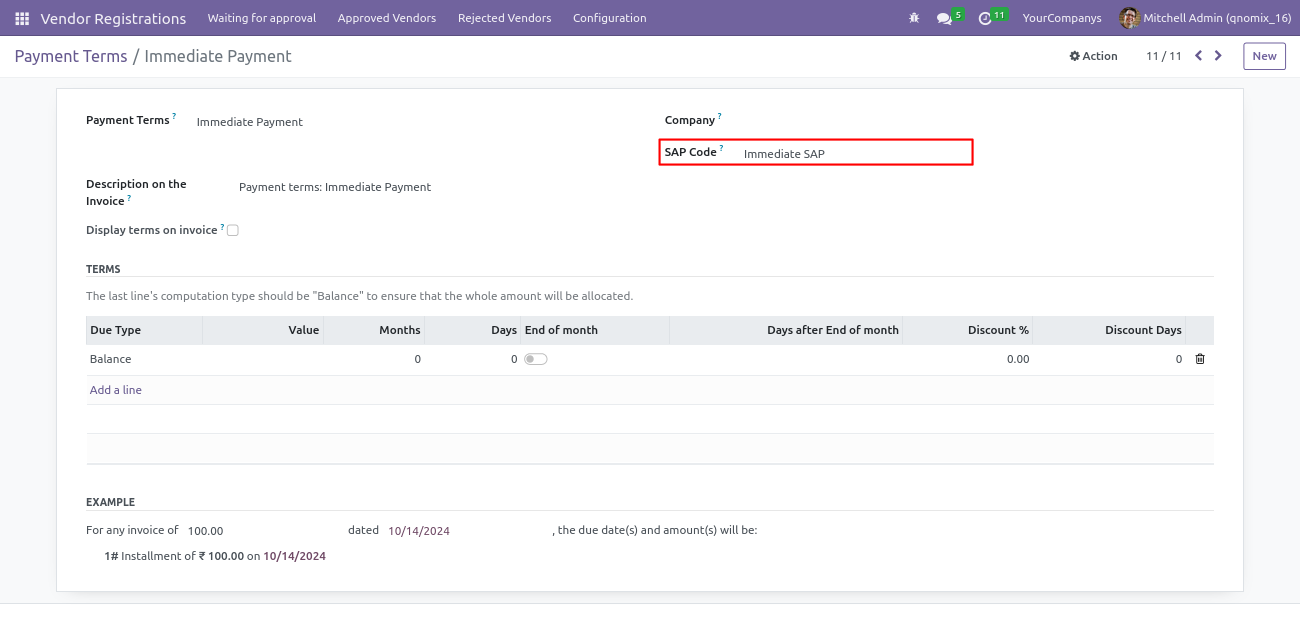 Vendor Registrations Waiting for approval Approved Vendors Rejected Vendors Configuration 5 11 YourCompanys Mitchell Admin (qnomix_16)
Payment Terms / Immediate Payment Action 11 / 11 New
Payment Terms ? Immediate Payment Company ?
SAP Code ? Immediate SAP
Description on the Invoice ? Payment terms: Immediate Payment
Display terms on invoice ?
TERMS
The last line's computation type should be "Balance" to ensure that the whole amount will be allocated.
Due Type Value Months Days End of month Days after End of month Discount % Discount Days
Balance 0 0 0.00 0
Add a line
EXAMPLE
For any invoice of 100.00 dated 10/14/2024 , the due date(s) and amount(s) will be:
1# Installment of ₹ 100.00 on 10/14/2024